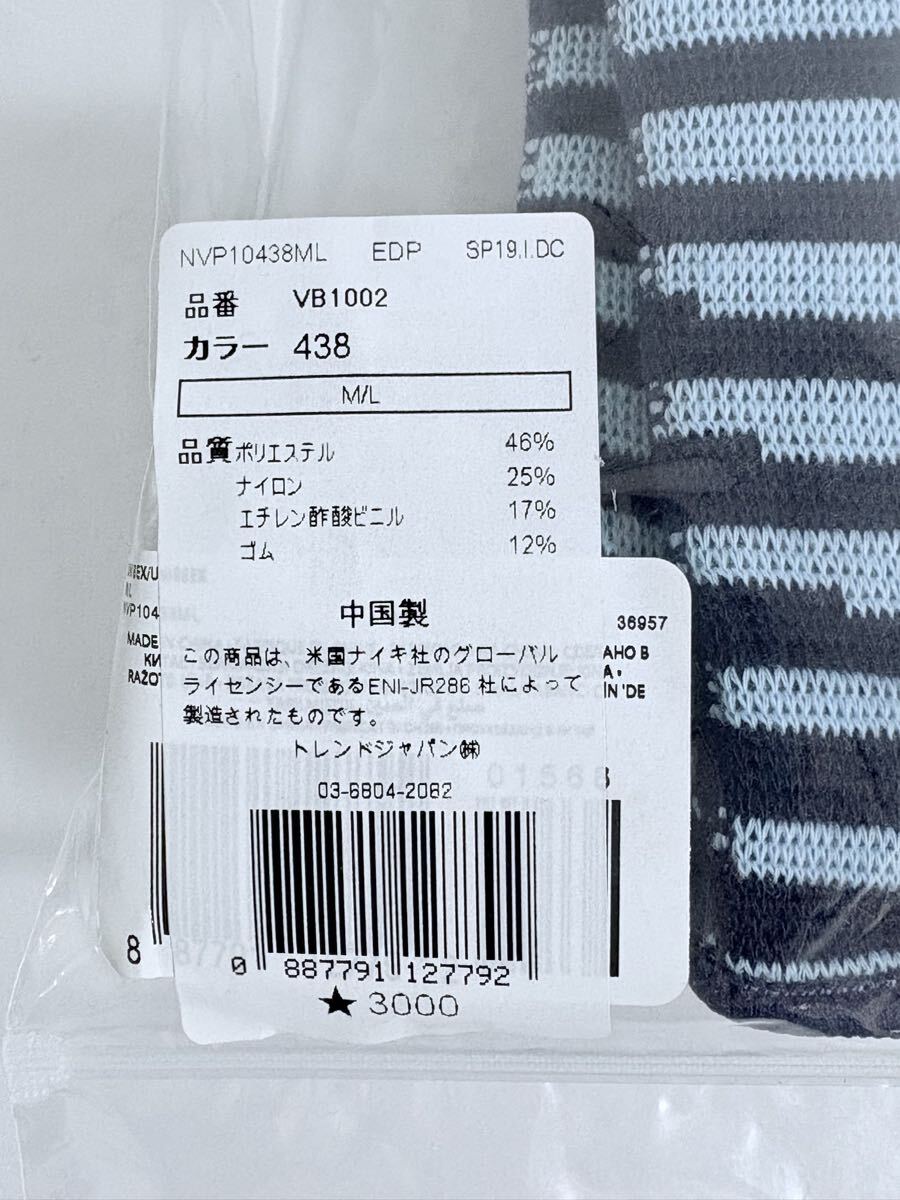 NVP10438ML EDP SP19.I.DC
品番 VB1002
カラー 438
M/L
品質 ポリエステル 46%
ナイロン 25%
エチレン酢酸ビニル 17%
ゴム 12%
中国製
この商品は、米国ナイキ社のグローバル
ライセンシーであるENI-JR286 社によって
製造されたものです。
トレンドジャパン㈱
03-6804-2082
0 887791 127792
★3000
36957
MADE
RAŽOT
8